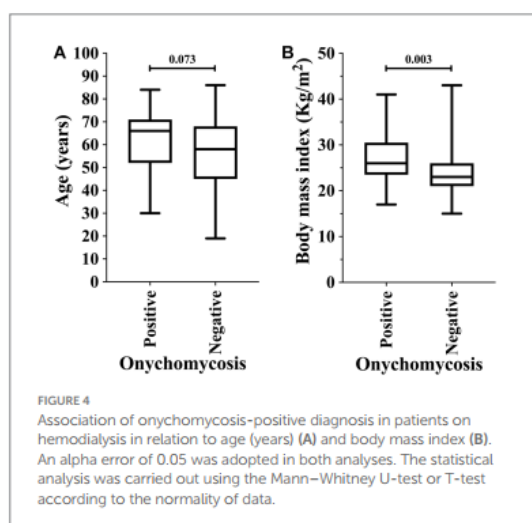 A
0.073
100
90
80
70
60
50
40
30
20
10
0
Age (years)
Positive
Negative
Onychomycosis
B
0.003
50
40
30
20
10
0
Body mass index (Kg/m²)
Positive
Negative
Onychomycosis
FIGURE 4
Association of onychomycosis-positive diagnosis in patients on
hemodialysis in relation to age (years) (A) and body mass index (B).
An alpha error of 0.05 was adopted in both analyses. The statistical
analysis was carried out using the Mann–Whitney U-test or T-test
according to the normality of data.